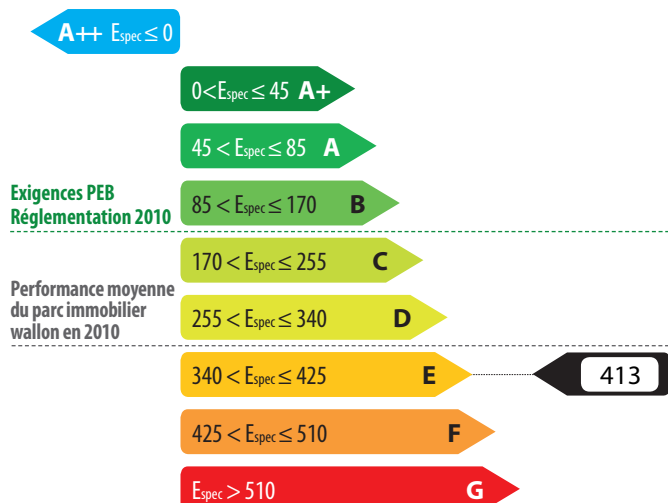 A++ Espec ≤ 0
0 < Espec ≤ 45 A+
45 < Espec ≤ 85 A
Exigences PEB
Réglementation 2010
85 < Espec ≤ 170 B
170 < Espec ≤ 255 C
Performance moyenne
du parc immobilier
wallon en 2010
255 < Espec ≤ 340 D
340 < Espec ≤ 425 E
413
425 < Espec ≤ 510 F
Espec > 510 G